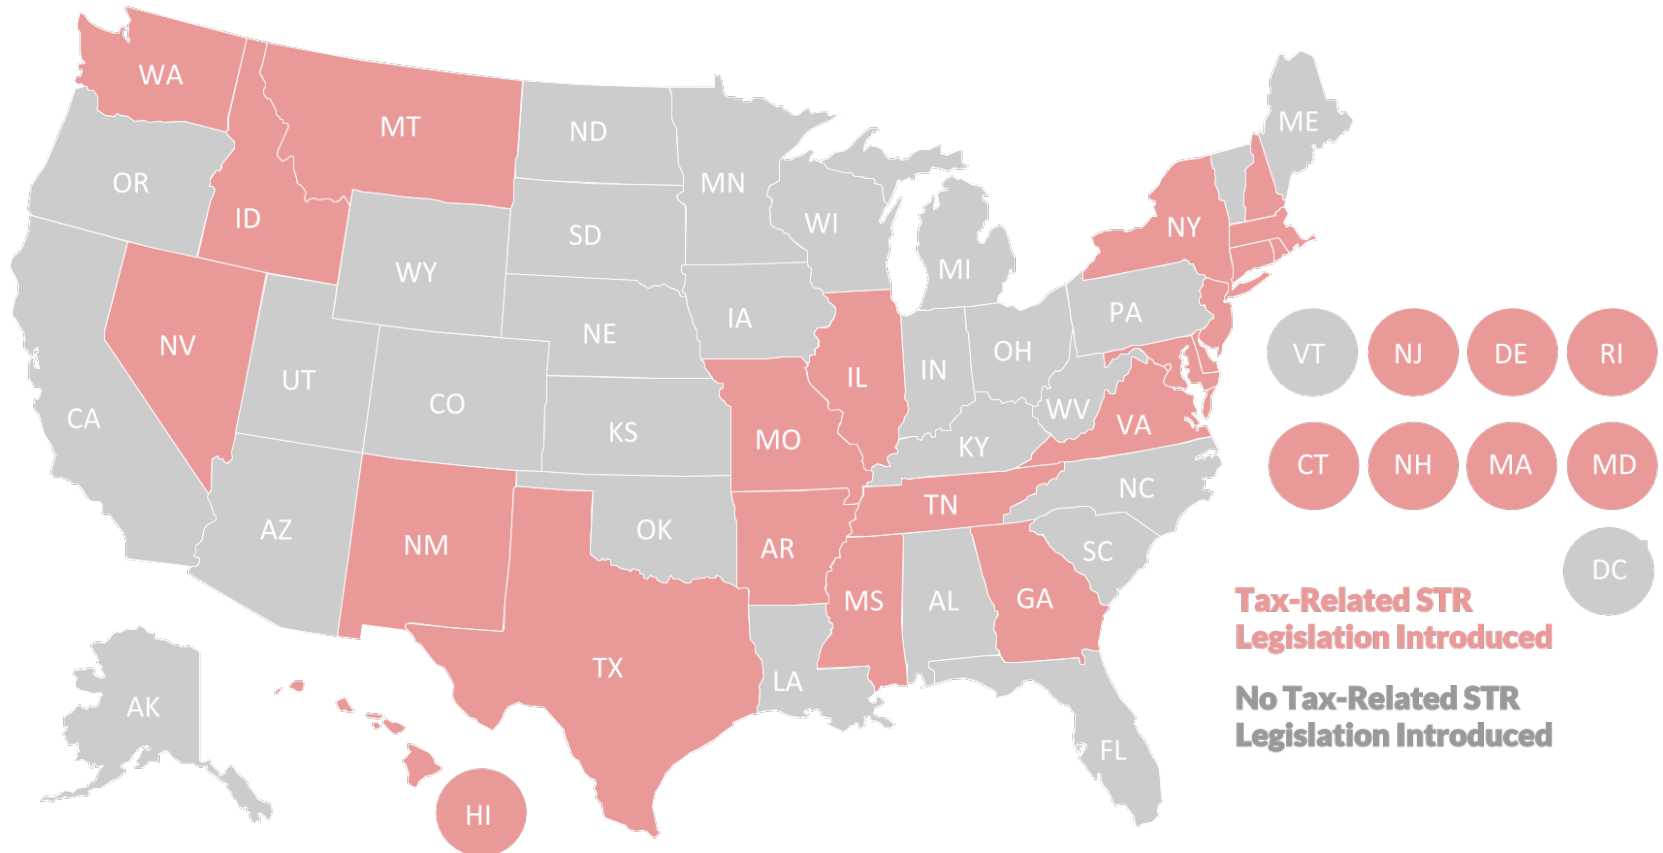 WA
MT
ND
MN
ME
OR
ID
SD
WI
NY
WY
MI
NV
NE
IA
PA
UT
CO
IL
IN
OH
VT
NJ
DE
RI
CA
KS
MO
WV
VA
KY
CT
NH
MA
MD
AZ
NM
OK
AR
TN
NC
SC
DC
MS
AL
GA
Tax-Related STR
Legislation Introduced
TX
LA
AK
No Tax-Related STR
Legislation Introduced
FL
HI